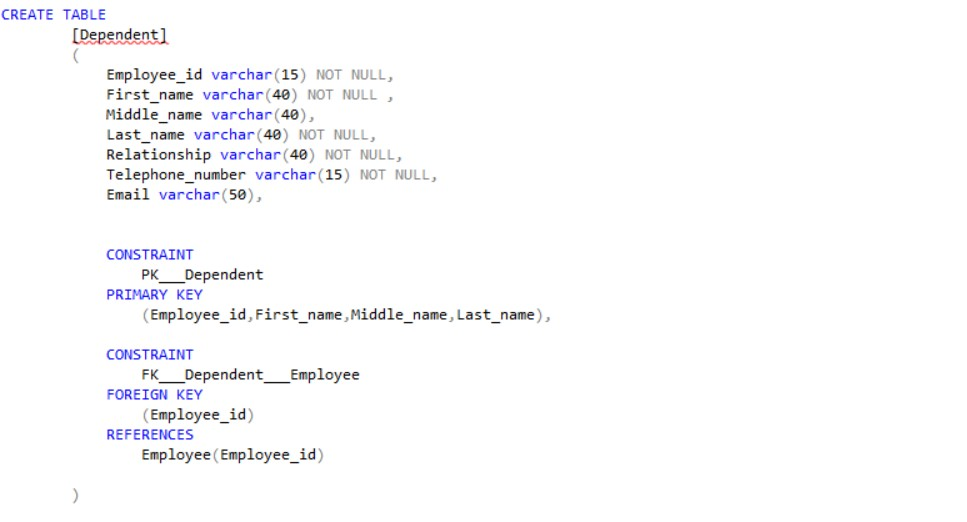 CREATE TABLE
[Dependent]
(
Employee_id varchar(15) NOT NULL,
First_name varchar(40) NOT NULL ,
Middle_name varchar(40),
Last_name varchar(40) NOT NULL,
Relationship varchar(40) NOT NULL,
Telephone_number varchar(15) NOT NULL,
Email varchar(50),
CONSTRAINT
PK___Dependent
PRIMARY KEY
(Employee_id,First_name,Middle_name,Last_name),
CONSTRAINT
FK___Dependent___Employee
FOREIGN KEY
(Employee_id)
REFERENCES
Employee(Employee_id)
)